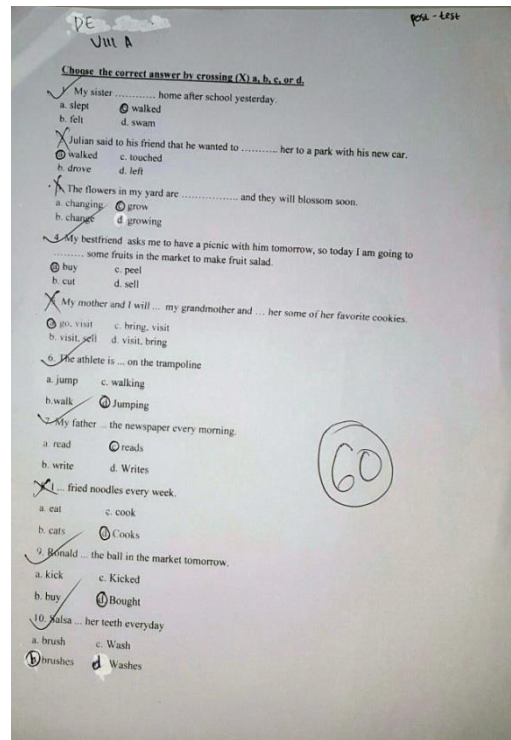 DE
post - test
VIII A
Choose the correct answer by crossing (X) a, b, c, or d.
My sister ............ home after school yesterday.
a. slept c walked
b. felt d. swam
Julian said to his friend that he wanted to .......... her to a park with his new car.
a walked c. touched
b. drove d. left
The flowers in my yard are ................ and they will blossom soon.
a. changing c grow
b. change d growing
4. My bestfriend asks me to have a picnic with him tomorrow, so today I am going to
......... some fruits in the market to make fruit salad.
a buy c. peel
b. cut d. sell
My mother and I will ... my grandmother and ... her some of her favorite cookies.
a go, visit c. bring, visit
b. visit, sell d. visit, bring
6. The athlete is ... on the trampoline
a. jump c. walking
b.walk d Jumping
7. My father ... the newspaper every morning.
a. read c reads
b. write d. Writes
I ... fried noodles every week.
a. eat c. cook
b. eats d Cooks
9. Ronald ... the ball in the market tomorrow.
a. kick c. Kicked
b. buy d Bought
10. Salsa ... her teeth everyday
a. brush c. Wash
b brushes d Washes
60